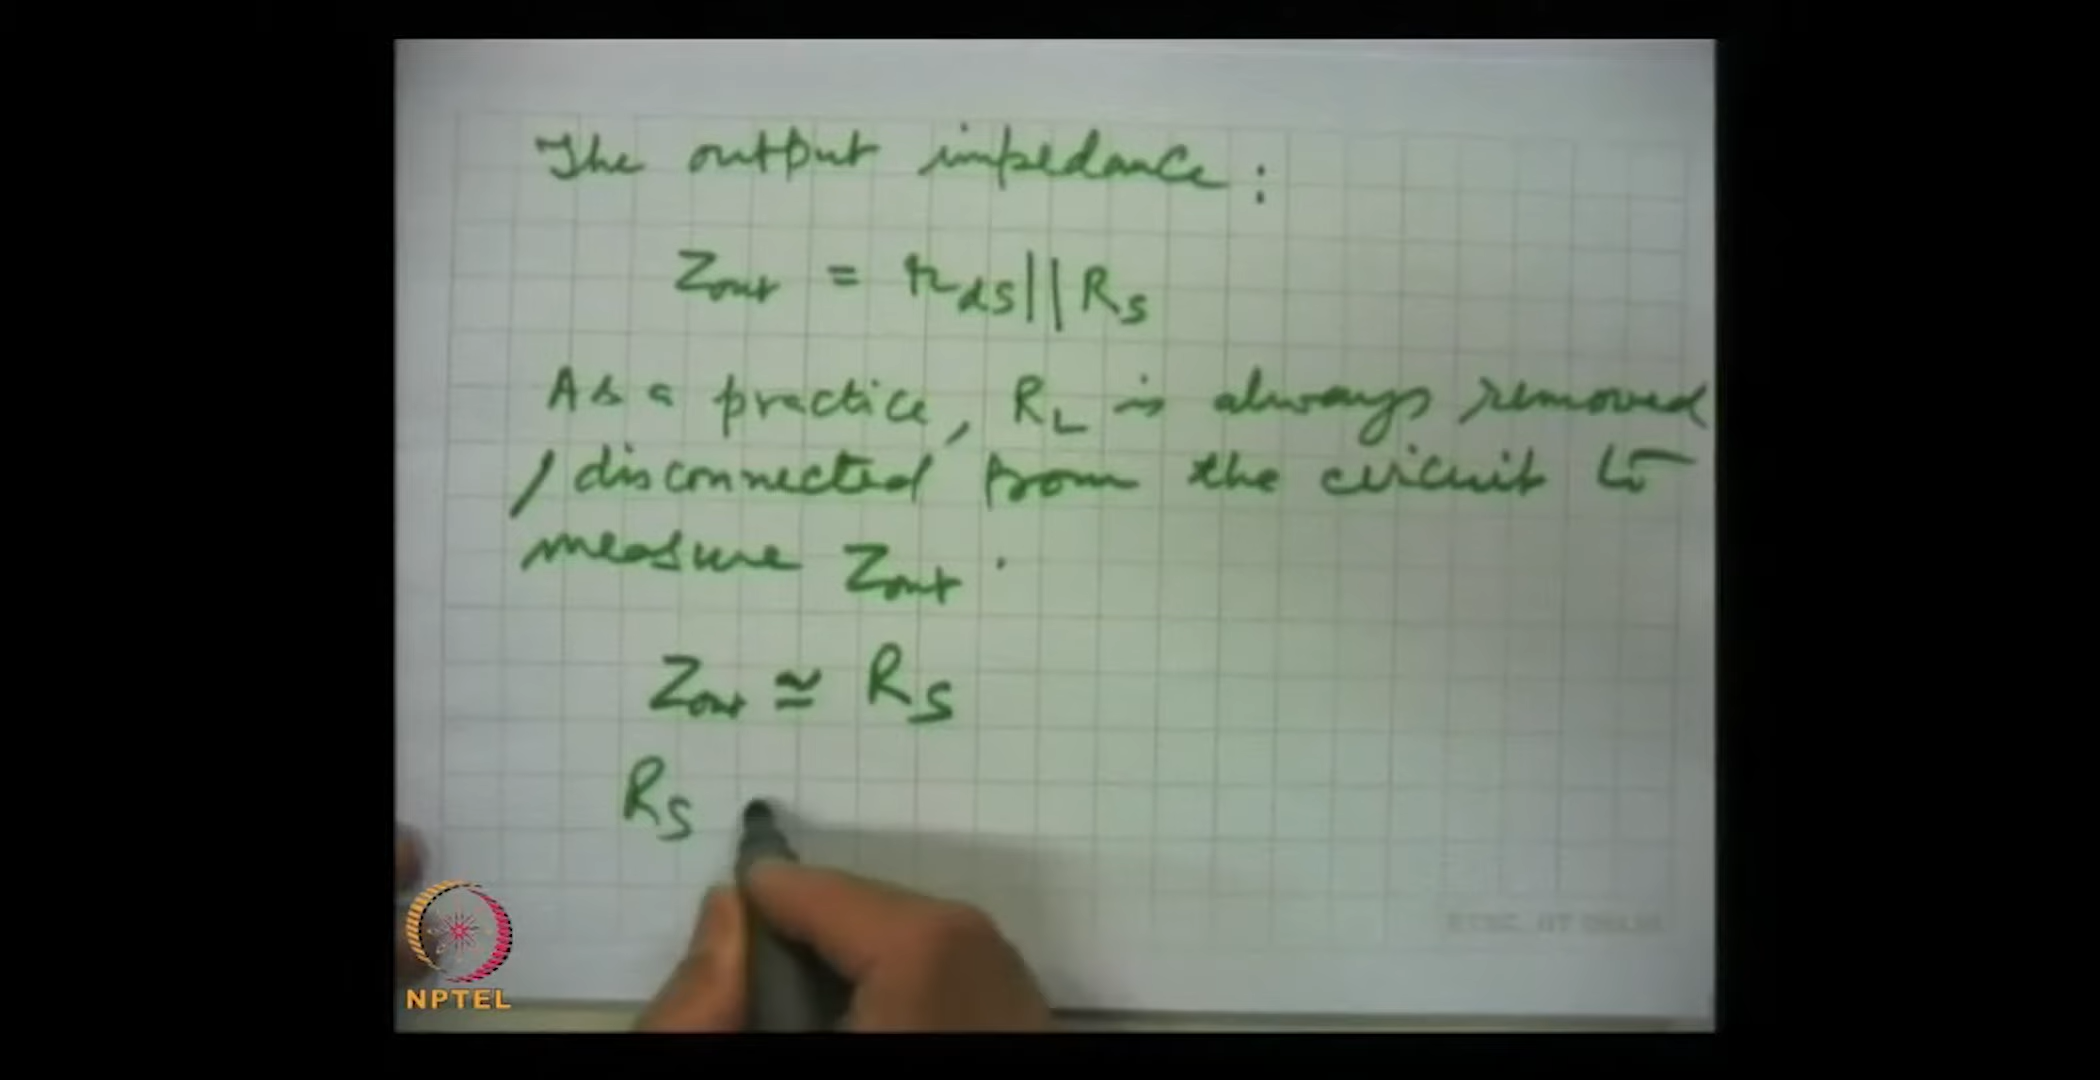 The output impedance :
Zout = rds||RS
As a practice, RL is always removed
/ disconnected from the circuit to
measure Zout .
Zout ≃ RS
RS
NPTEL